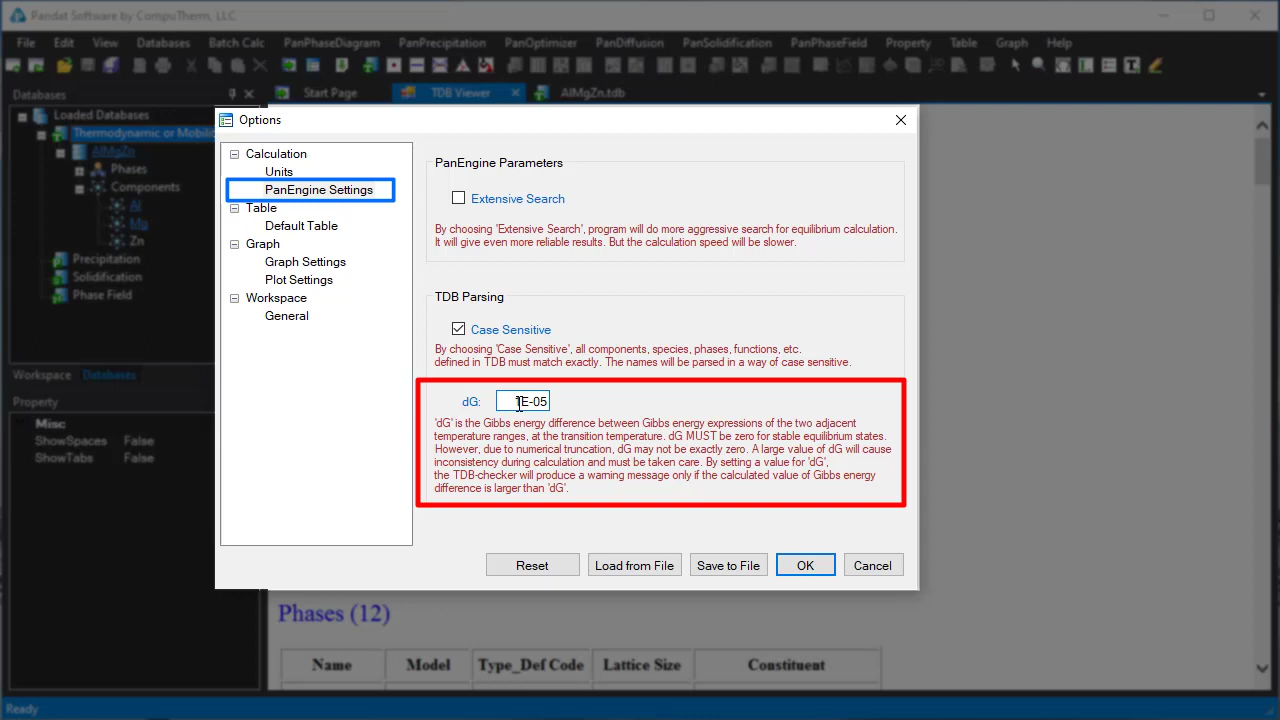 Pandat Software by CompuTherm, LLC
File Edit View Databases Batch Calc PanPhaseDiagram PanPrecipitation PanOptimizer PanDiffusion PanSolidification PanPhaseField Property Table Graph Help
Databases
Start Page
TDB Viewer
AlMgZn.tdb
Loaded Databases
Thermodynamic or Mobili
AlMgZn
Phases
Components
Al
Mg
Zn
Precipitation
Solidification
Phase Field
Workspace Databases
Property
Misc
ShowSpaces False
ShowTabs False
Options
Calculation
Units
PanEngine Settings
Table
Default Table
Graph
Graph Settings
Plot Settings
Workspace
General
PanEngine Parameters
Extensive Search
By choosing 'Extensive Search', program will do more aggressive search for equilibrium calculation.
It will give even more reliable results. But the calculation speed will be slower.
TDB Parsing
Case Sensitive
By choosing 'Case Sensitive', all components, species, phases, functions, etc.
defined in TDB must match exactly. The names will be parsed in a way of case sensitive.
dG: 1E-05
'dG' is the Gibbs energy difference between Gibbs energy expressions of the two adjacent
temperature ranges, at the transition temperature. dG MUST be zero for stable equilibrium states.
However, due to numerical truncation, dG may not be exactly zero. A large value of dG will cause
inconsistency during calculation and must be taken care. By setting a value for 'dG',
the TDB-checker will produce a warning message only if the calculated value of Gibbs energy
difference is larger than 'dG'.
Reset Load from File Save to File OK Cancel
Phases (12)
Name Model Type_Def Code Lattice Size Constituent
Ready